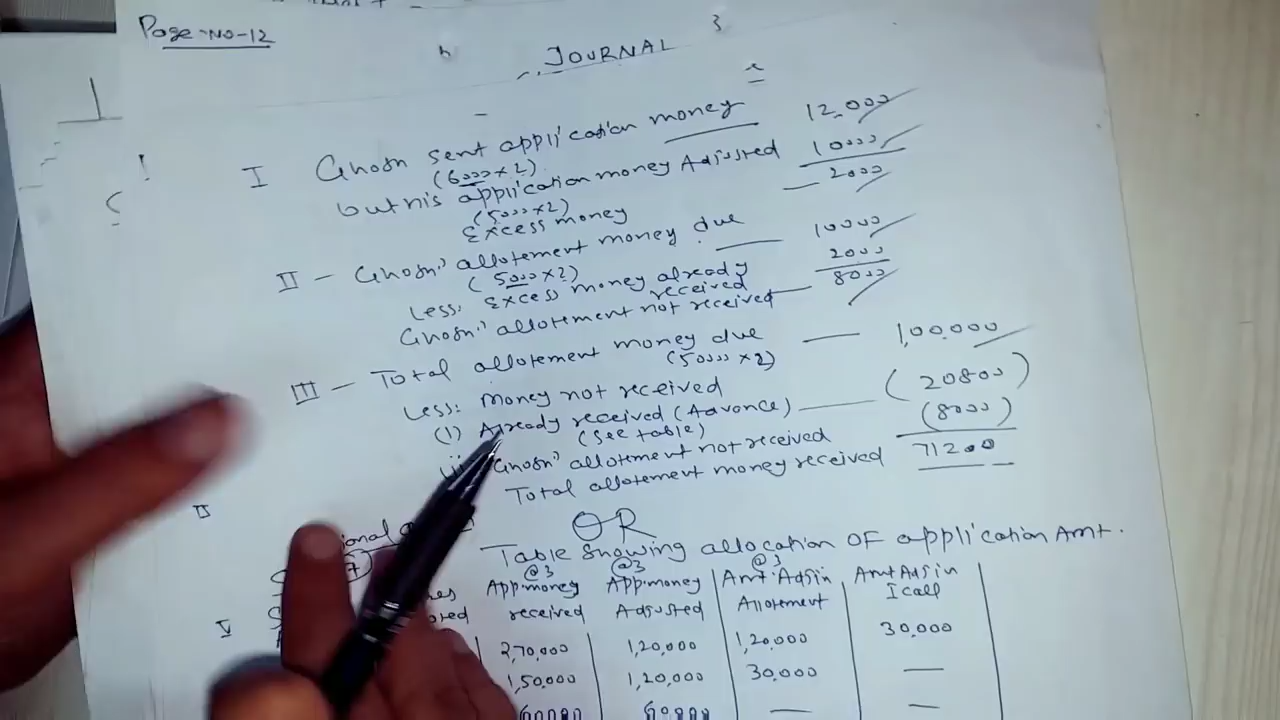 Page-No-12
JOURNAL
I Ghosh sent application money 12,000
(6000 x 2)
but his application money Adjusted 10000
(5000 x 2)
Excess money — 2000
II - Ghosh' allotement money due — 10000
(5000 x 2)
Less: Excess money already received 2000
Ghosh' allotement not received — 8000
III - Total allotement money due — 1,00,000
(50000 x 2)
Less: Money not received
(i) Already received (Advance) — (20800)
(See table)
(ii) Ghosh' allotement not received (8000)
Total allotement money received 71200
OR
Table Showing allocation OF application Amt.
App. money @3 received App. money @3 Adjusted Amt. Adj in @3 Allotement Amt Adj in I call
2,70,000 1,20,000 1,20,000 30,000
1,50,000 1,20,000 30,000 —
60000 60000 — —